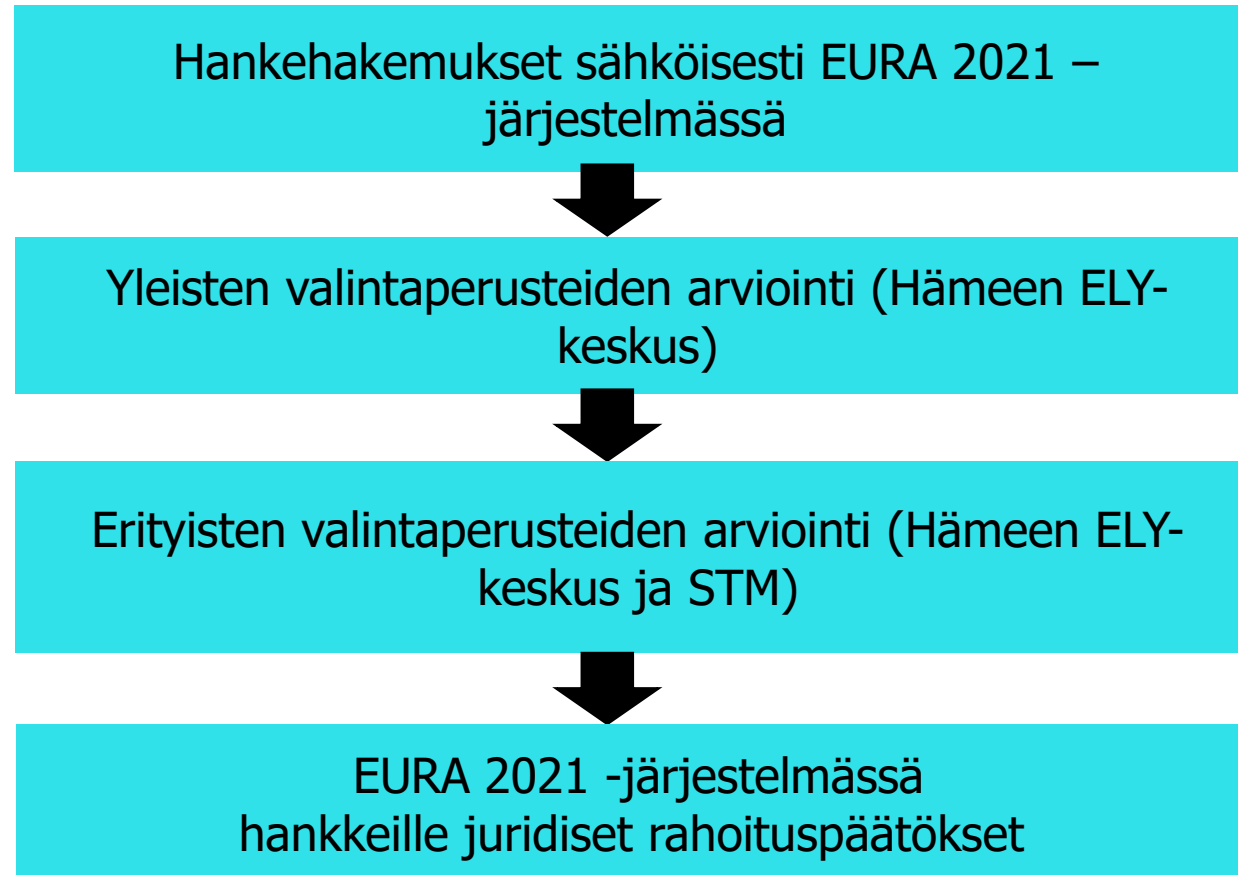 Hankehakemukset sähköisesti EURA 2021 –
järjestelmässä
Yleisten valintaperusteiden arviointi (Hämeen ELY-
keskus)
Erityisten valintaperusteiden arviointi (Hämeen ELY-
keskus ja STM)
EURA 2021 -järjestelmässä
hankkeille juridiset rahoituspäätökset